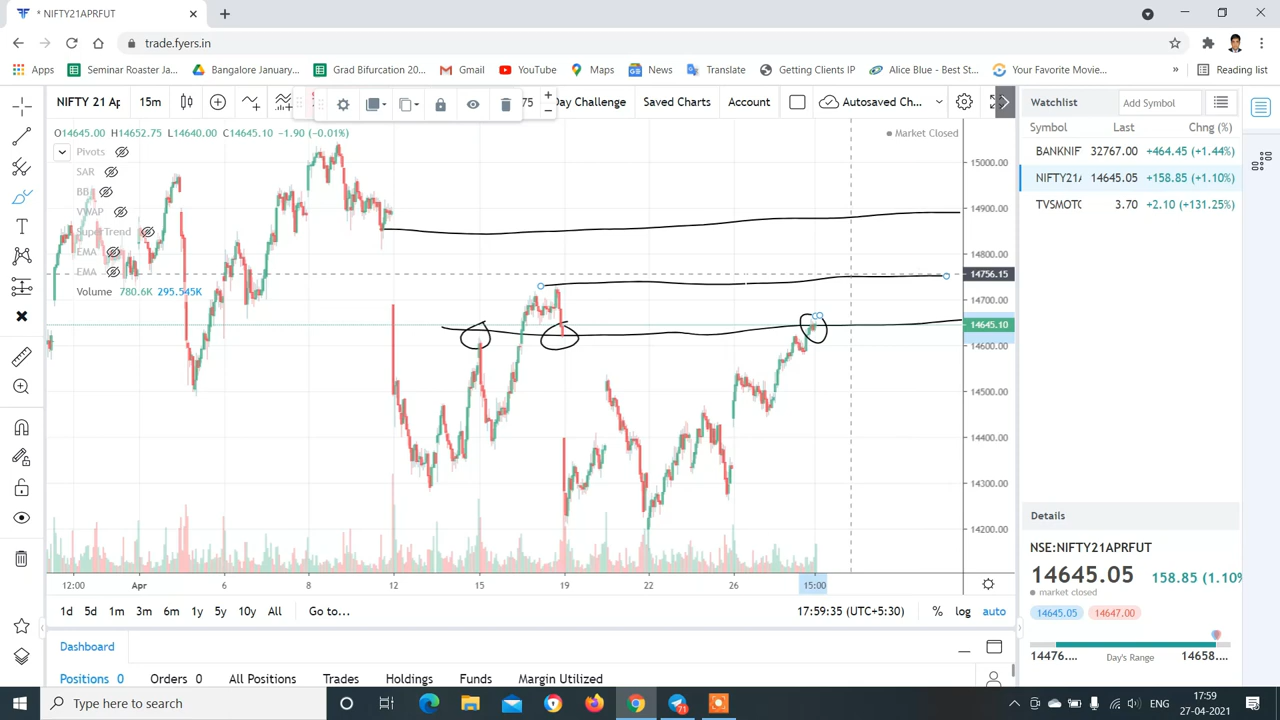 * NIFTY21APRFUT
trade.fyers.in
Apps Seminar Roaster Ja... Bangalore January... Grad Bifurcation 20... Gmail YouTube Maps News Translate Getting Clients IP Alice Blue - Best St... Your Favorite Movie... » Reading list
NIFTY 21 Ap 15m 75 Day Challenge Saved Charts Account Autosaved Ch...
O14645.00 H14652.75 L14640.00 C14645.10 -1.90 (-0.01%)
Market Closed
Pivots
SAR
BB
VWAP
SuperTrend
EMA
EMA
Volume 780.6K 295.545K
15000.00
14900.00
14800.00
14756.15
14700.00
14645.10
14600.00
14500.00
14400.00
14300.00
14200.00
12:00 Apr 6 8 12 15 19 22 26 15:00
1d 5d 1m 3m 6m 1y 5y 10y All Go to... 17:59:35 (UTC+5:30) % log auto
Dashboard
Positions 0 Orders 0 All Positions Trades Holdings Funds Margin Utilized
Watchlist Add Symbol
Symbol Last Chng (%)
BANKNIF 32767.00 +464.45 (+1.44%)
NIFTY21A 14645.05 +158.85 (+1.10%)
TVSMOTO 3.70 +2.10 (+131.25%)
Details
NSE:NIFTY21APRFUT
14645.05 158.85 (1.10%
market closed
14645.05 14647.00
14476.... Day's Range 14658....
Type here to search
71
ENG
17:59
27-04-2021